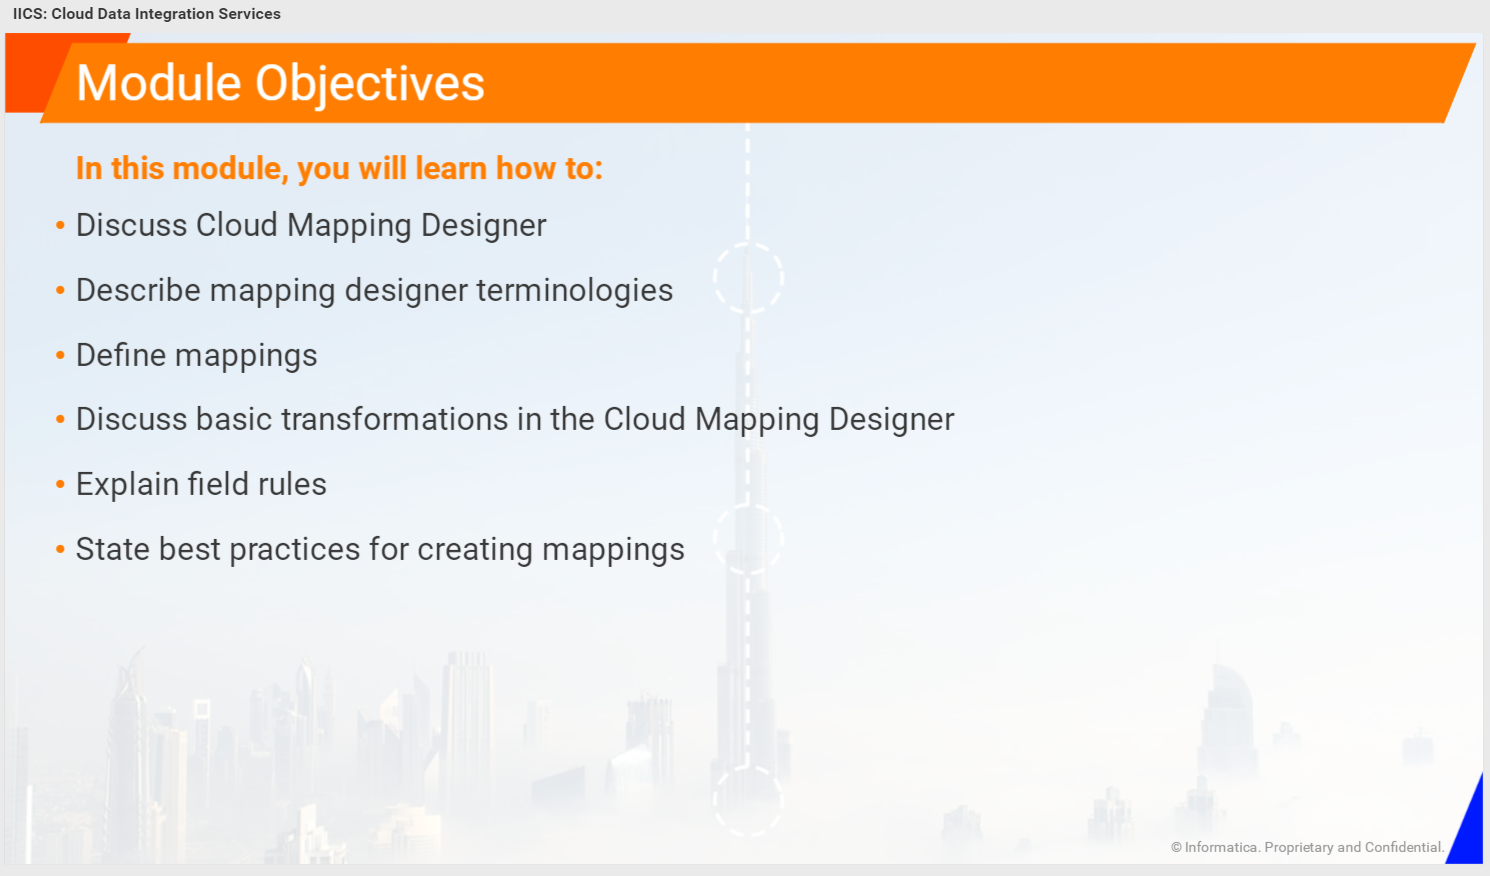 IICS: Cloud Data Integration Services
Module Objectives
In this module, you will learn how to:
• Discuss Cloud Mapping Designer
• Describe mapping designer terminologies
• Define mappings
• Discuss basic transformations in the Cloud Mapping Designer
• Explain field rules
• State best practices for creating mappings
© Informatica. Proprietary and Confidential.